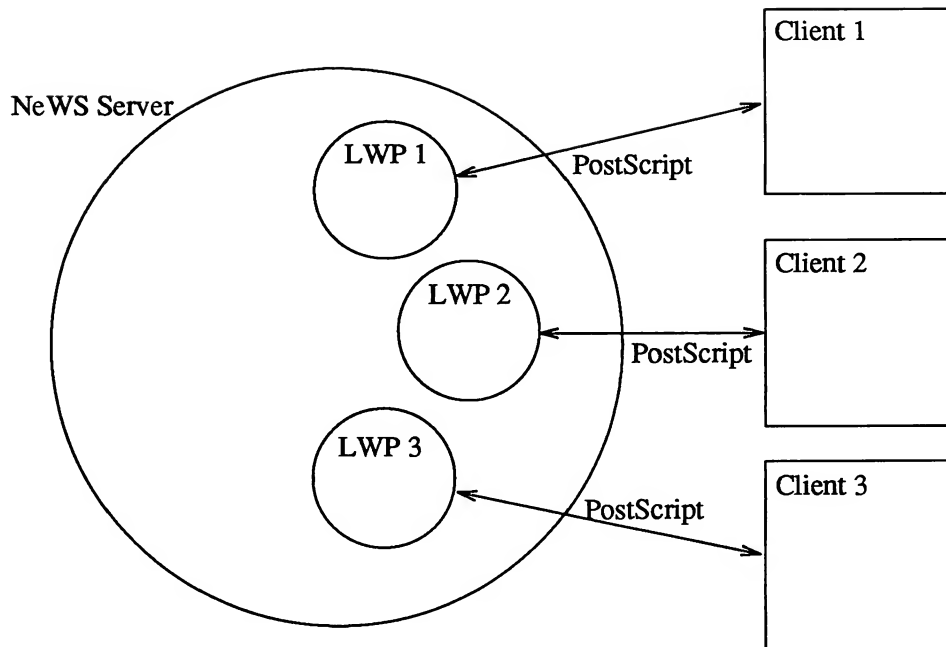 Client 1
NeWS Server
LWP 1
PostScript
Client 2
LWP 2
PostScript
LWP 3
Client 3
PostScript